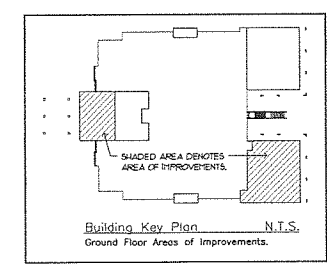 SHADED AREA DENOTES
AREA OF IMPROVEMENTS.
Building Key Plan N.T.S.
Ground Floor Areas of Improvements.